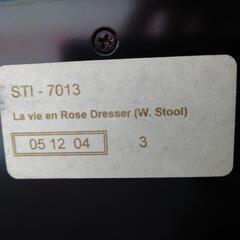 STI - 7013
La vie en Rose Dresser (W. Stool)
05 12 04 3